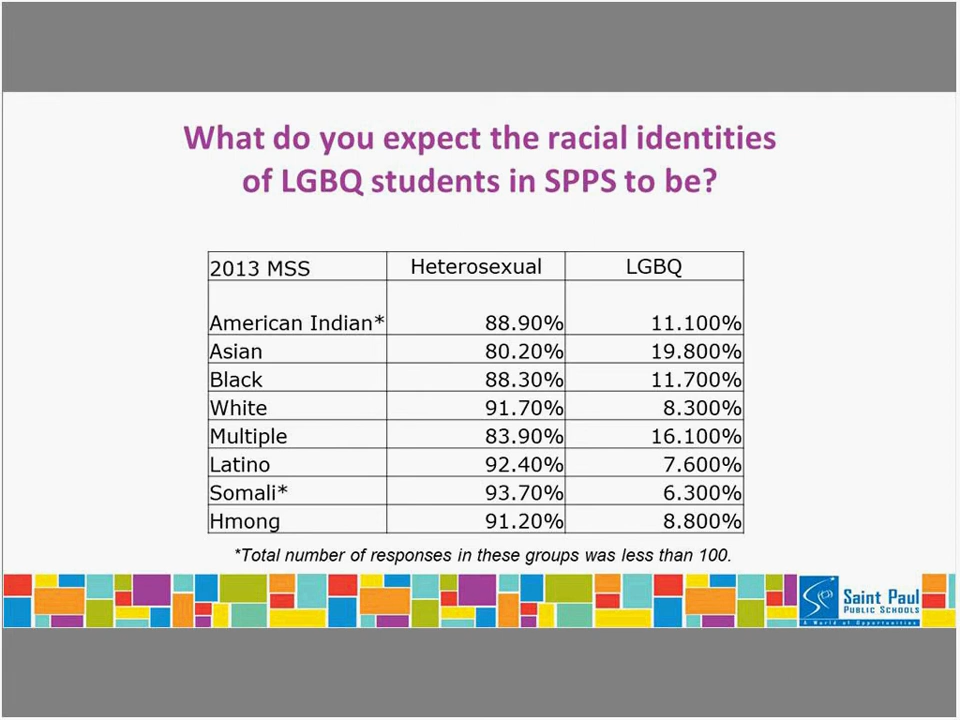 What do you expect the racial identities
of LGBQ students in SPPS to be?
2013 MSS Heterosexual LGBQ
American Indian* 88.90% 11.100%
Asian 80.20% 19.800%
Black 88.30% 11.700%
White 91.70% 8.300%
Multiple 83.90% 16.100%
Latino 92.40% 7.600%
Somali* 93.70% 6.300%
Hmong 91.20% 8.800%
*Total number of responses in these groups was less than 100.
Saint Paul
PUBLIC SCHOOLS
A World of Opportunities